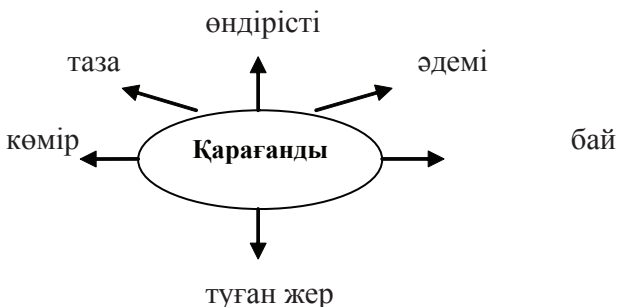 өндірісті
таза әдемі
көмір Қарағанды бай
туған жер